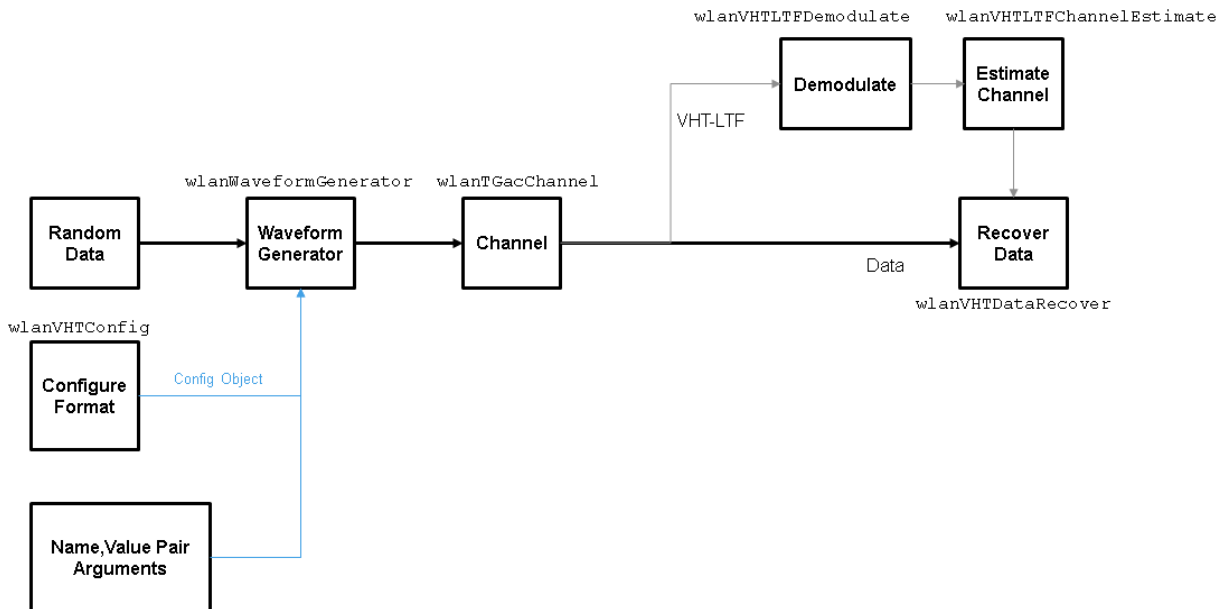 wlanVHTLTFDemodulate
wlanVHTLTFChannelEstimate
Demodulate
Estimate
Channel
VHT-LTF
wlanWaveformGenerator
wlanTGacChannel
Random
Data
Waveform
Generator
Channel
Recover
Data
Data
wlanVHTDataRecover
wlanVHTConfig
Configure
Format
Config Object
Name,Value Pair
Arguments